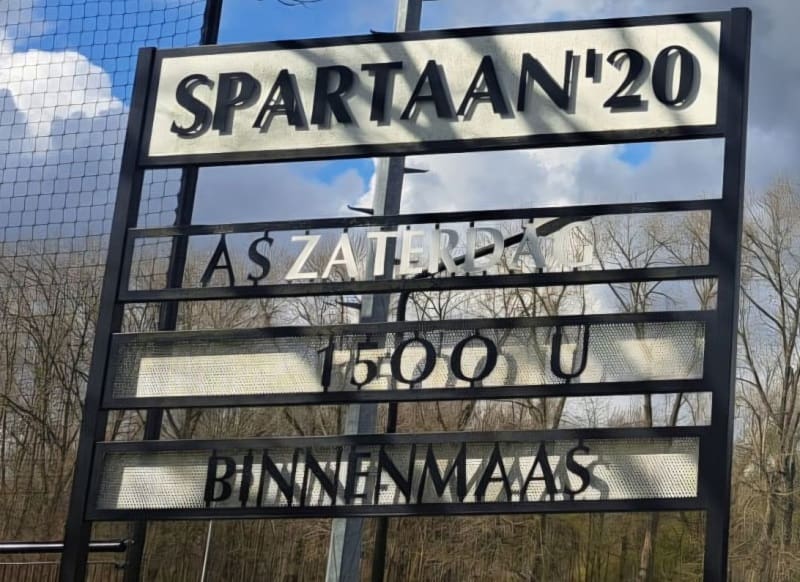 SPARTAAN'20
AS ZATERDAG
1500 U
BINNENMAAS